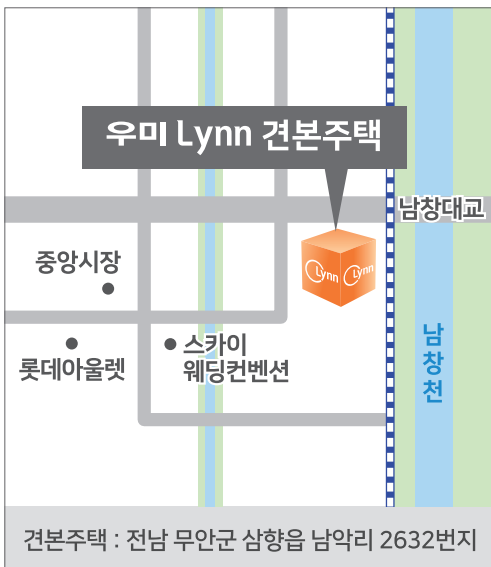 우미 Lynn 견본주택
남창대교
중앙시장
Lynn Lynn
롯데아울렛
스카이
웨딩컨벤션
남창천
견본주택 : 전남 무안군 삼향읍 남악리 2632번지